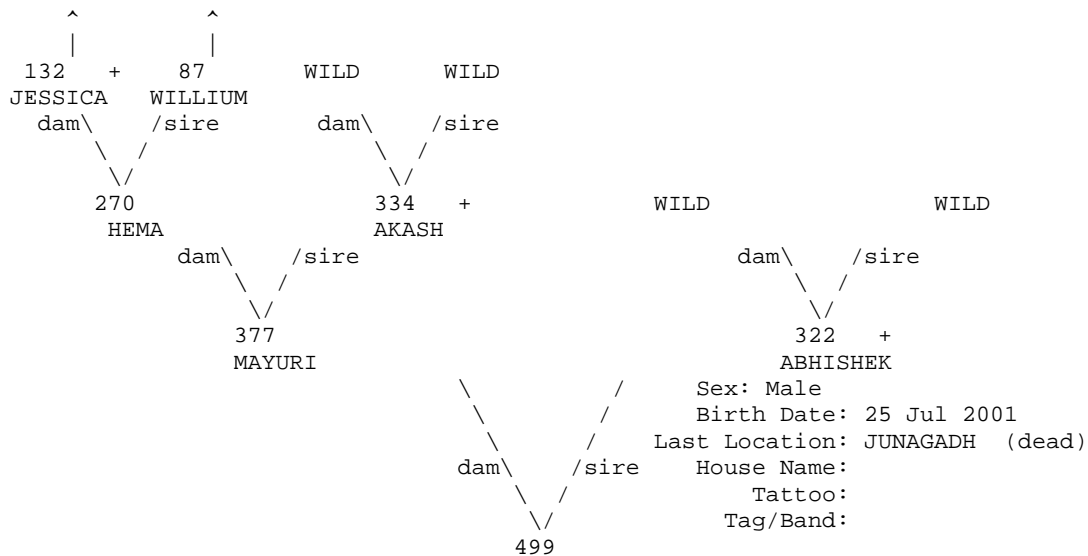 ^ ^
| |
132 + 87 WILD WILD
JESSICA WILLIUM
dam\ /sire dam\ /sire
\ / \ /
\/ \/
270 334 + WILD WILD
HEMA AKASH
dam\ /sire dam\ /sire
\ / \ /
\/ \/
377 322 +
MAYURI ABHISHEK
\ / Sex: Male
\ / Birth Date: 25 Jul 2001
\ / Last Location: JUNAGADH (dead)
dam\ /sire House Name:
\ / Tattoo:
\/ Tag/Band:
499